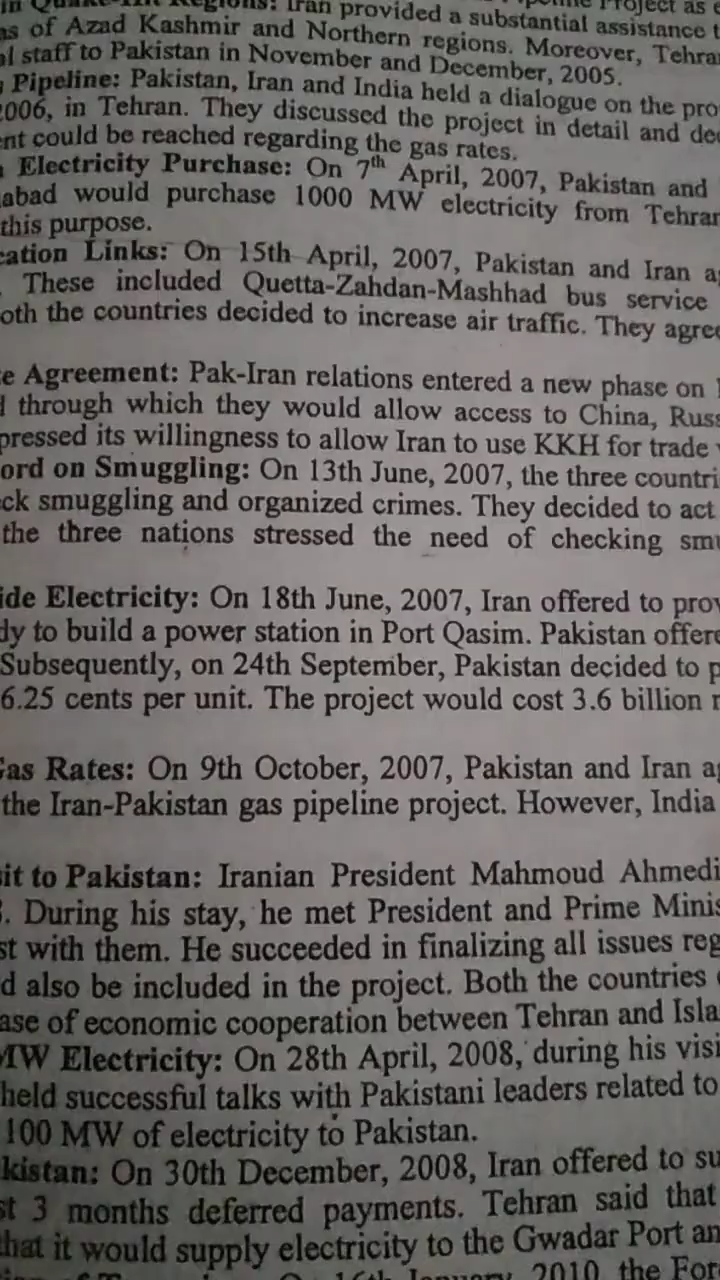 Regions: Iran provided a substantial assistance t
as of Azad Kashmir and Northern regions. Moreover, Tehra
al staff to Pakistan in November and December, 2005.
Pipeline: Pakistan, Iran and India held a dialogue on the pro
2006, in Tehran. They discussed the project in detail and de
ent could be reached regarding the gas rates.
Electricity Purchase: On 7th April, 2007, Pakistan and
abad would purchase 1000 MW electricity from Tehran
this purpose.
cation Links: On 15th April, 2007, Pakistan and Iran ag
. These included Quetta-Zahdan-Mashhad bus service
oth the countries decided to increase air traffic. They agree
e Agreement: Pak-Iran relations entered a new phase on 1
d through which they would allow access to China, Russ
pressed its willingness to allow Iran to use KKH for trade
ord on Smuggling: On 13th June, 2007, the three countri
ck smuggling and organized crimes. They decided to act
the three nations stressed the need of checking smu
ide Electricity: On 18th June, 2007, Iran offered to prov
dy to build a power station in Port Qasim. Pakistan offere
Subsequently, on 24th September, Pakistan decided to p
6.25 cents per unit. The project would cost 3.6 billion
Gas Rates: On 9th October, 2007, Pakistan and Iran ag
the Iran-Pakistan gas pipeline project. However, India
sit to Pakistan: Iranian President Mahmoud Ahmedi
. During his stay, he met President and Prime Minis
st with them. He succeeded in finalizing all issues reg
d also be included in the project. Both the countries
ase of economic cooperation between Tehran and Isla
MW Electricity: On 28th April, 2008, during his visi
held successful talks with Pakistani leaders related to
100 MW of electricity to Pakistan.
kistan: On 30th December, 2008, Iran offered to su
st 3 months deferred payments. Tehran said that
that it would supply electricity to the Gwadar Port an
2010, the For